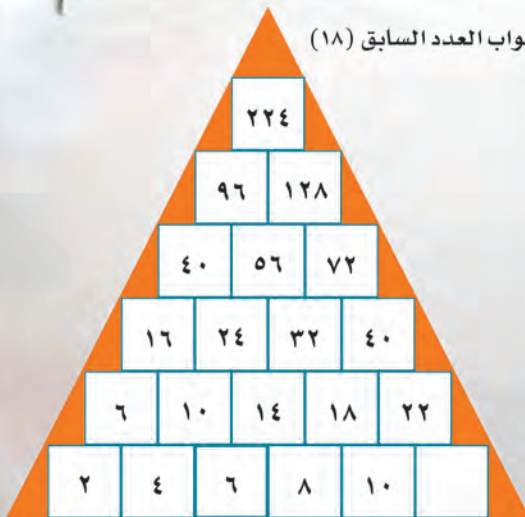 واب العدد السابق (١٨)
٢٢٤
٩٦ ١٢٨
٤٠ ٥٦ ٧٢
١٦ ٢٤ ٣٢ ٤٠
٦ ١٠ ١٤ ١٨ ٢٢
٢ ٤ ٦ ٨ ١٠